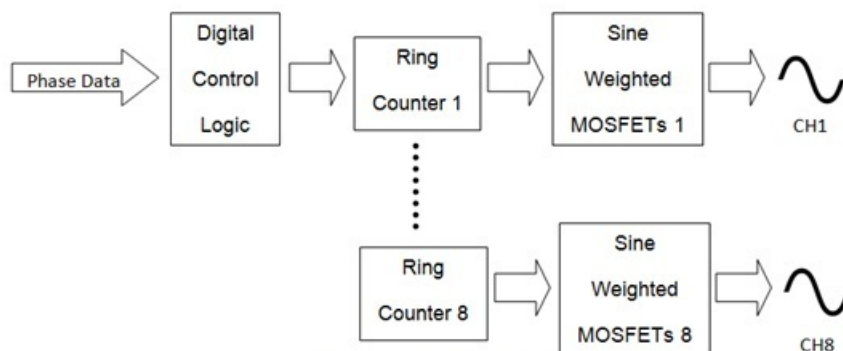 Phase Data
Digital
Control
Logic
Ring
Counter 1
Sine
Weighted
MOSFETs 1
CH1
Ring
Counter 8
Sine
Weighted
MOSFETs 8
CH8